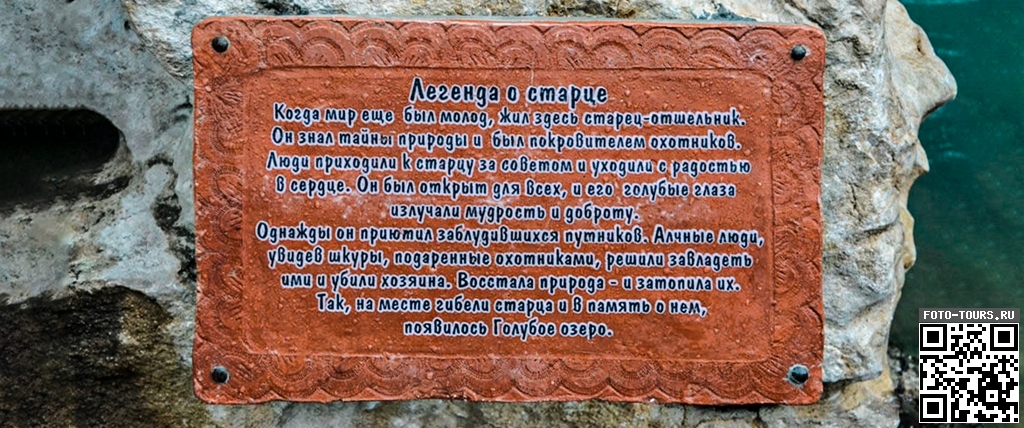 Легенда о старце
Когда мир еще был молод, жил здесь старец-отшельник.
Он знал тайны природы и был покровителем охотников.
Люди приходили к старцу за советом и уходили с радостью
в сердце. Он был открыт для всех, и его голубые глаза
излучали мудрость и доброту.
Однажды он приютил заблудившихся путников. Алчные люди,
увидев шкуры, подаренные охотниками, решили завладеть
ими и убили хозяина. Восстала природа - и затопила их.
Так, на месте гибели старца и в память о нем,
появилось Голубое озеро.
FOTO-TOURS.RU